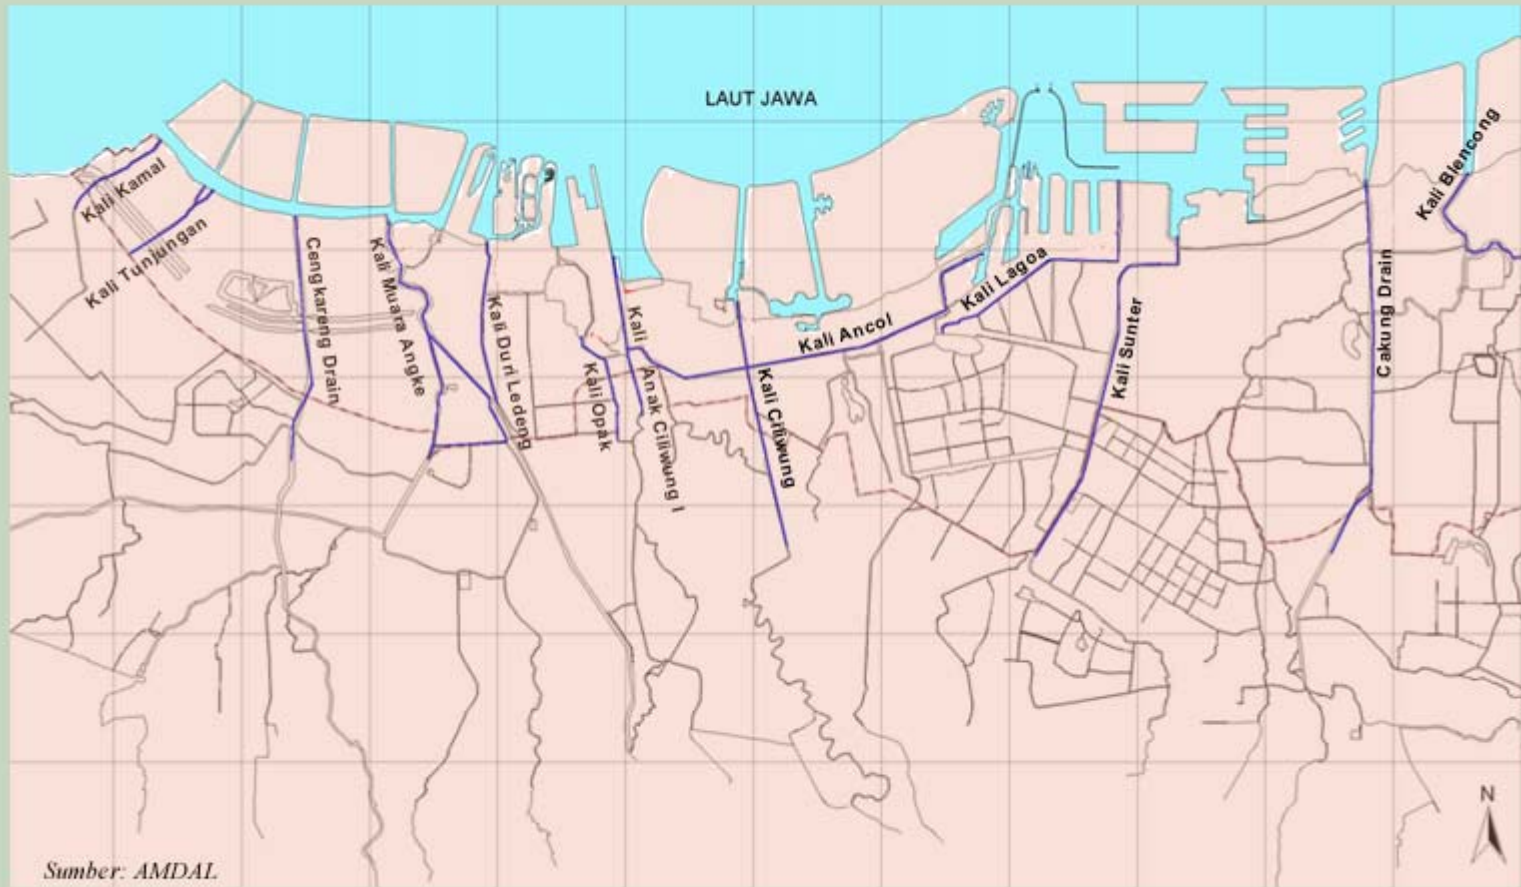 LAUT JAWA
Kali Kamal
Kali Tunjungan
Cengkareng Drain
Kali Muara Angke
Kali Duri Ledeng
Kali Opak
Kali
Anak Ciliwung I
Kali Ciliwung
Kali Ancol
Kali Lagoa
Kali Sunter
Cakung Drain
Kali Blencong
N
Sumber: AMDAL